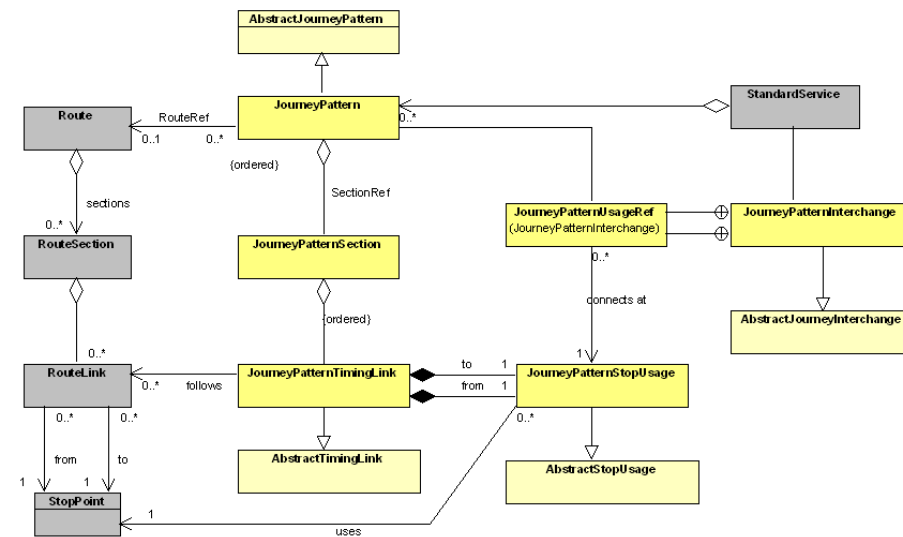 AbstractJourneyPattern
StandardService
JourneyPattern
Route
RouteRef
0..*
0..1
0..*
{ordered}
SectionRef
sections
0..*
JourneyPatternUsageRef
(JourneyPatternInterchange)
JourneyPatternInterchange
RouteSection
JourneyPatternSection
0..*
connects at
{ordered}
AbstractJourneyInterchange
0..*
RouteLink
JourneyPatternTimingLink
JourneyPatternStopUsage
to
1
1
0..*
follows
from
1
0..*
0..*
0..*
from
to
AbstractTimingLink
AbstractStopUsage
1
1
StopPoint
1
uses